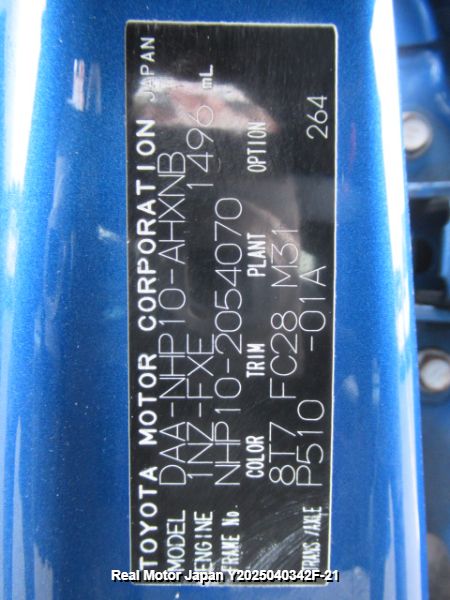 TOYOTA MOTOR CORPORATION JAPAN
MODEL DAA-NHP10-AHXNB
ENGINE 1NZ-FXE 1496 mL
FRAME No. NHP10-2054070
COLOR TRIM PLANT OPTION
8T7 FC28 M31 264
TRANS./AXLE P510 -01A
Real Motor Japan Y2025040342F-21